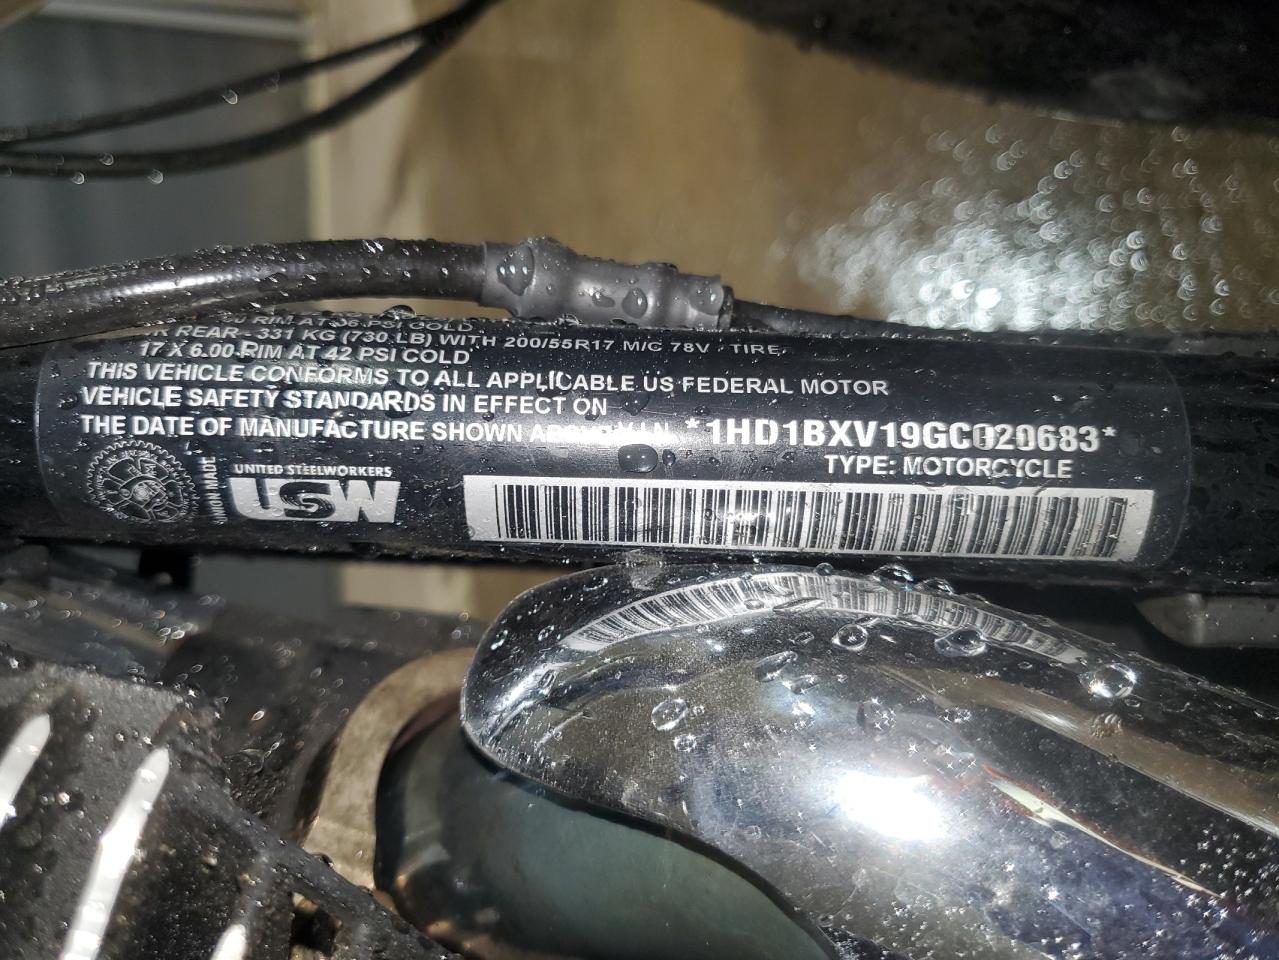 RIM AT 36 PSI COLD
REAR - 331 KG (730 LB) WITH 200/55R17 M/C 78V TIRE,
17 X 6.00 RIM AT 42 PSI COLD
THIS VEHICLE CONFORMS TO ALL APPLICABLE US FEDERAL MOTOR
VEHICLE SAFETY STANDARDS IN EFFECT ON
THE DATE OF MANUFACTURE SHOWN V.I.N. *1HD1BXV19GC020683*
TYPE: MOTORCYCLE
UNION MADE
UNITED STEELWORKERS
USW